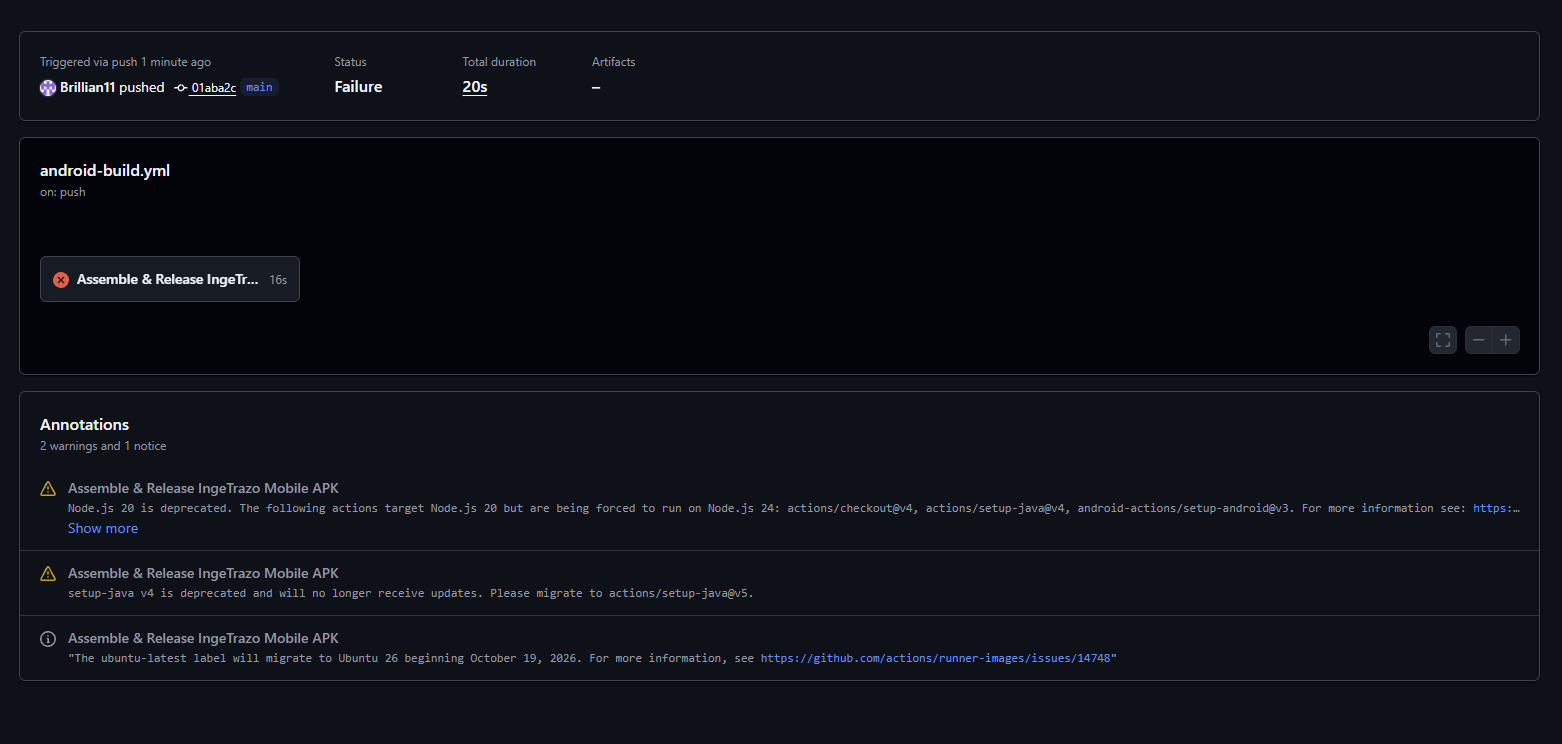 Triggered via push 1 minute ago
Brillian11 pushed 01aba2c main
Status
Failure
Total duration
20s
Artifacts
–
android-build.yml
on: push
Assemble & Release IngeTr... 16s
Annotations
2 warnings and 1 notice
Assemble & Release IngeTrazo Mobile APK
Node.js 20 is deprecated. The following actions target Node.js 20 but are being forced to run on Node.js 24: actions/checkout@v4, actions/setup-java@v4, android-actions/setup-android@v3. For more information see: https:…
Show more
Assemble & Release IngeTrazo Mobile APK
setup-java v4 is deprecated and will no longer receive updates. Please migrate to actions/setup-java@v5.
Assemble & Release IngeTrazo Mobile APK
"The ubuntu-latest label will migrate to Ubuntu 26 beginning October 19, 2026. For more information, see https://github.com/actions/runner-images/issues/14748"